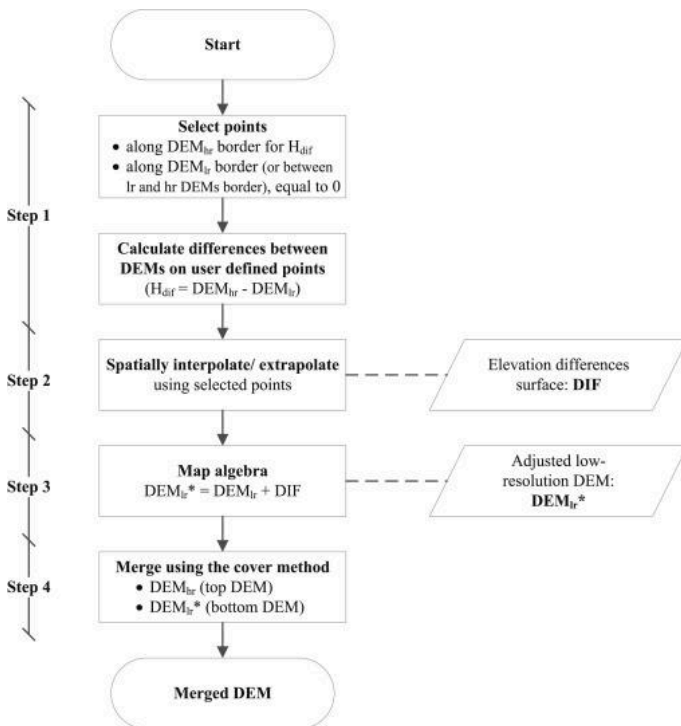 Start
Step 1
Select points
• along DEMhr border for Hdif
• along DEMlr border (or between
lr and hr DEMs border), equal to 0
Calculate differences between
DEMs on user defined points
(Hdif = DEMhr - DEMlr)
Step 2
Spatially interpolate/ extrapolate
using selected points
Elevation differences
surface: DIF
Step 3
Map algebra
DEMlr* = DEMlr + DIF
Adjusted low-
resolution DEM:
DEMlr*
Step 4
Merge using the cover method
• DEMhr (top DEM)
• DEMlr* (bottom DEM)
Merged DEM